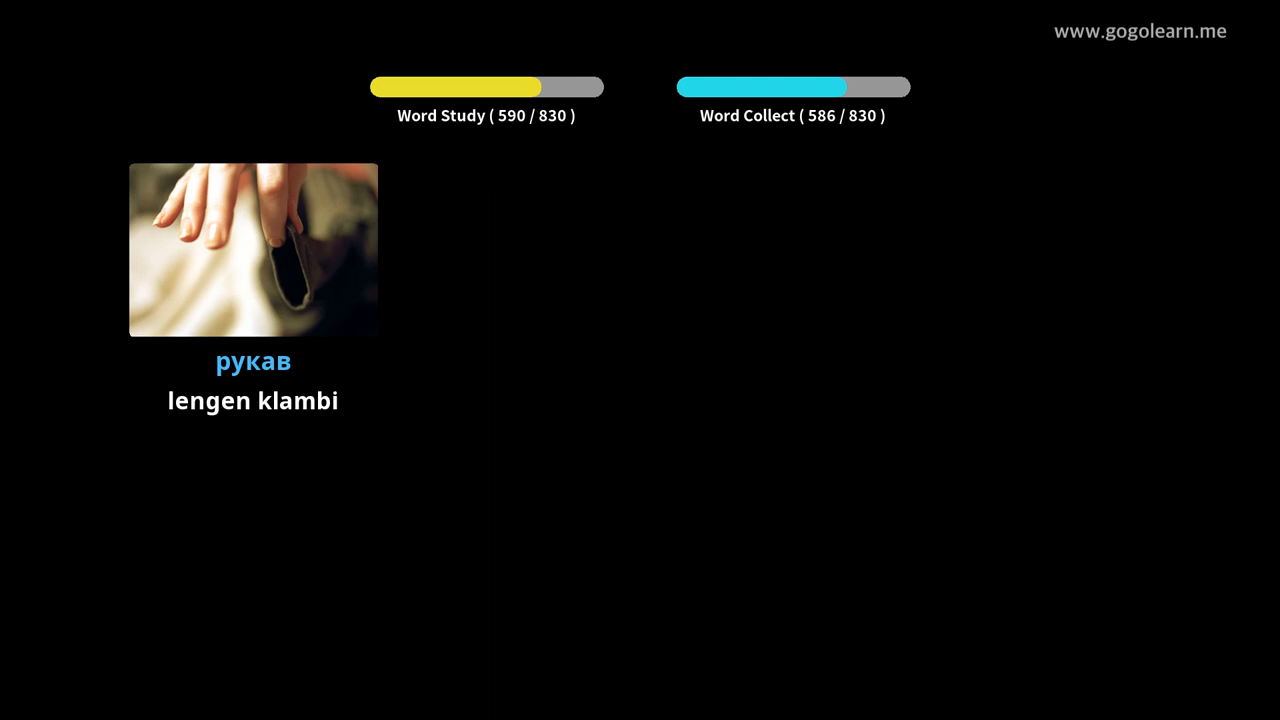 www.gogolearn.me
Word Study ( 590 / 830 )
Word Collect ( 586 / 830 )
рукав
lengen klambi